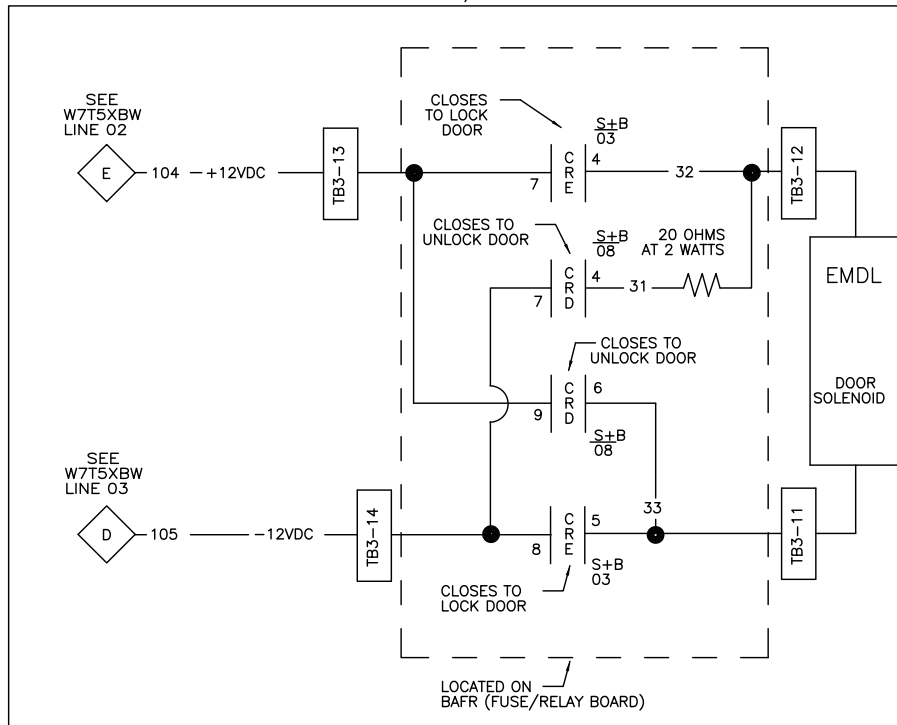 SEE
W7T5XBW
LINE 02
E
104
+12VDC
TB3-13
CLOSES
TO LOCK
DOOR
S+B
03
C
R
E
7
4
32
TB3-12
CLOSES TO
UNLOCK DOOR
S+B
08
C
R
D
7
4
31
20 OHMS
AT 2 WATTS
EMDL
DOOR
SOLENOID
CLOSES TO
UNLOCK DOOR
C
R
D
9
6
S+B
08
SEE
W7T5XBW
LINE 03
D
105
-12VDC
TB3-14
C
R
E
8
5
33
S+B
03
TB3-11
CLOSES TO
LOCK DOOR
LOCATED ON
BAFR (FUSE/RELAY BOARD)